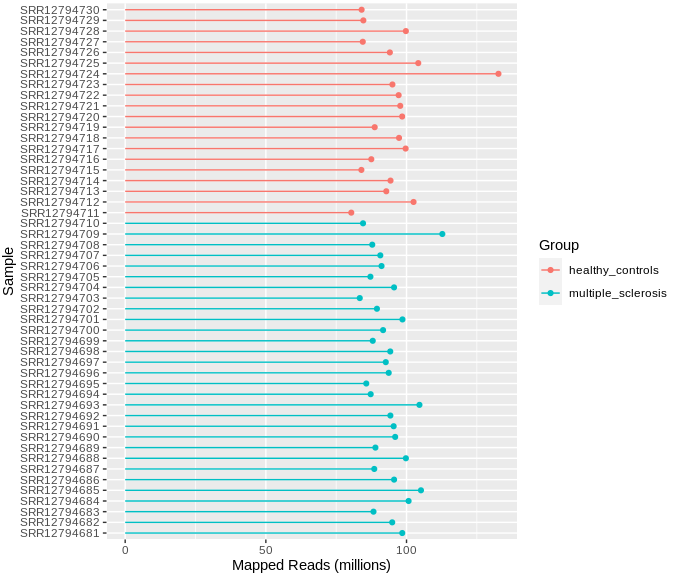 SRR12794730
SRR12794729
SRR12794728
SRR12794727
SRR12794726
SRR12794725
SRR12794724
SRR12794723
SRR12794722
SRR12794721
SRR12794720
SRR12794719
SRR12794718
SRR12794717
SRR12794716
SRR12794715
SRR12794714
SRR12794713
SRR12794712
SRR12794711
SRR12794710
SRR12794709
SRR12794708
SRR12794707
SRR12794706
SRR12794705
SRR12794704
SRR12794703
SRR12794702
SRR12794701
SRR12794700
SRR12794699
SRR12794698
SRR12794697
SRR12794696
SRR12794695
SRR12794694
SRR12794693
SRR12794692
SRR12794691
SRR12794690
SRR12794689
SRR12794688
SRR12794687
SRR12794686
SRR12794685
SRR12794684
SRR12794683
SRR12794682
SRR12794681
Sample
0 50 100
Mapped Reads (millions)
Group
healthy_controls
multiple_sclerosis